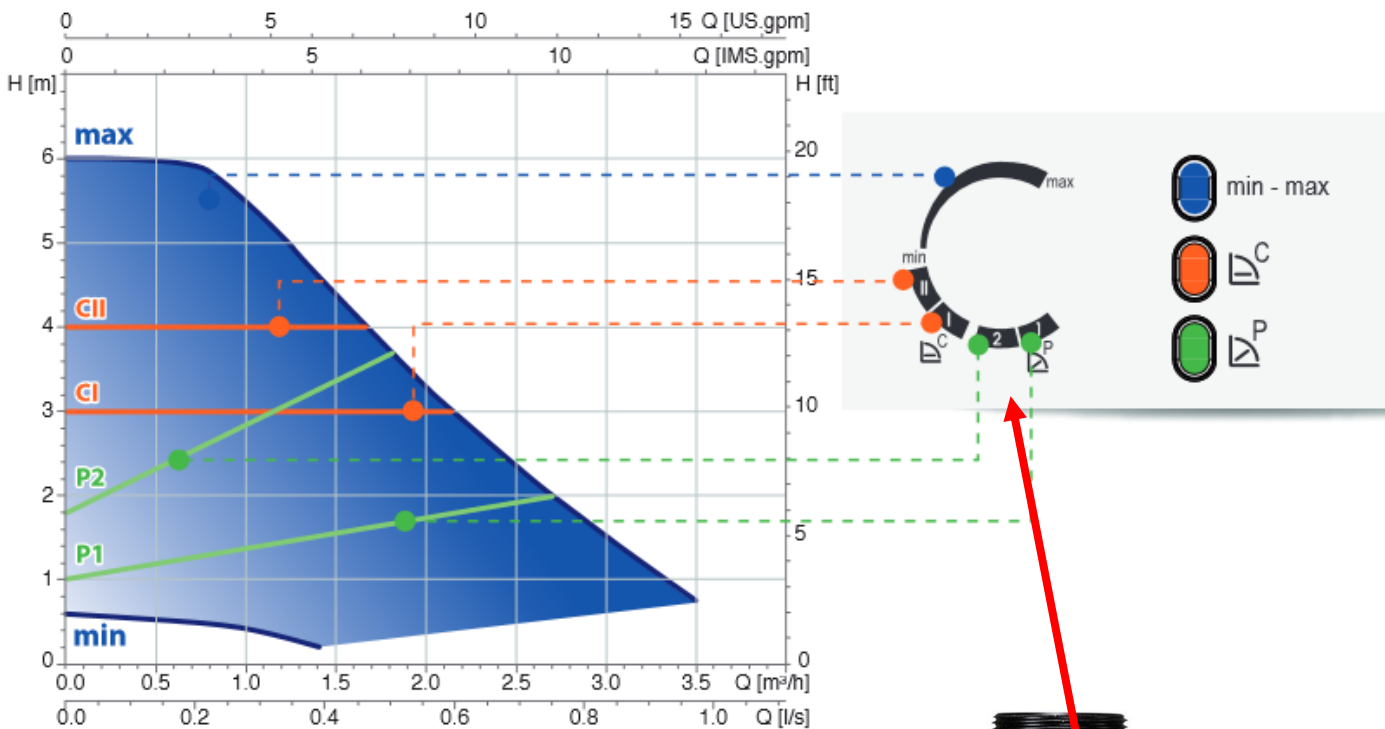 0 5 10 15 Q [US.gpm]
0 5 10 Q [IMS.gpm]
H [m] H [ft]
max
6 20
5
CII 15
4
CI
3 10
P2
2
P1 5
1
min
0 0
0.0 0.5 1.0 1.5 2.0 2.5 3.0 3.5 Q [m³/h]
0.0 0.2 0.4 0.6 0.8 1.0 Q [l/s]
max
min
II
I
C
2
1
P
min - max
C
P